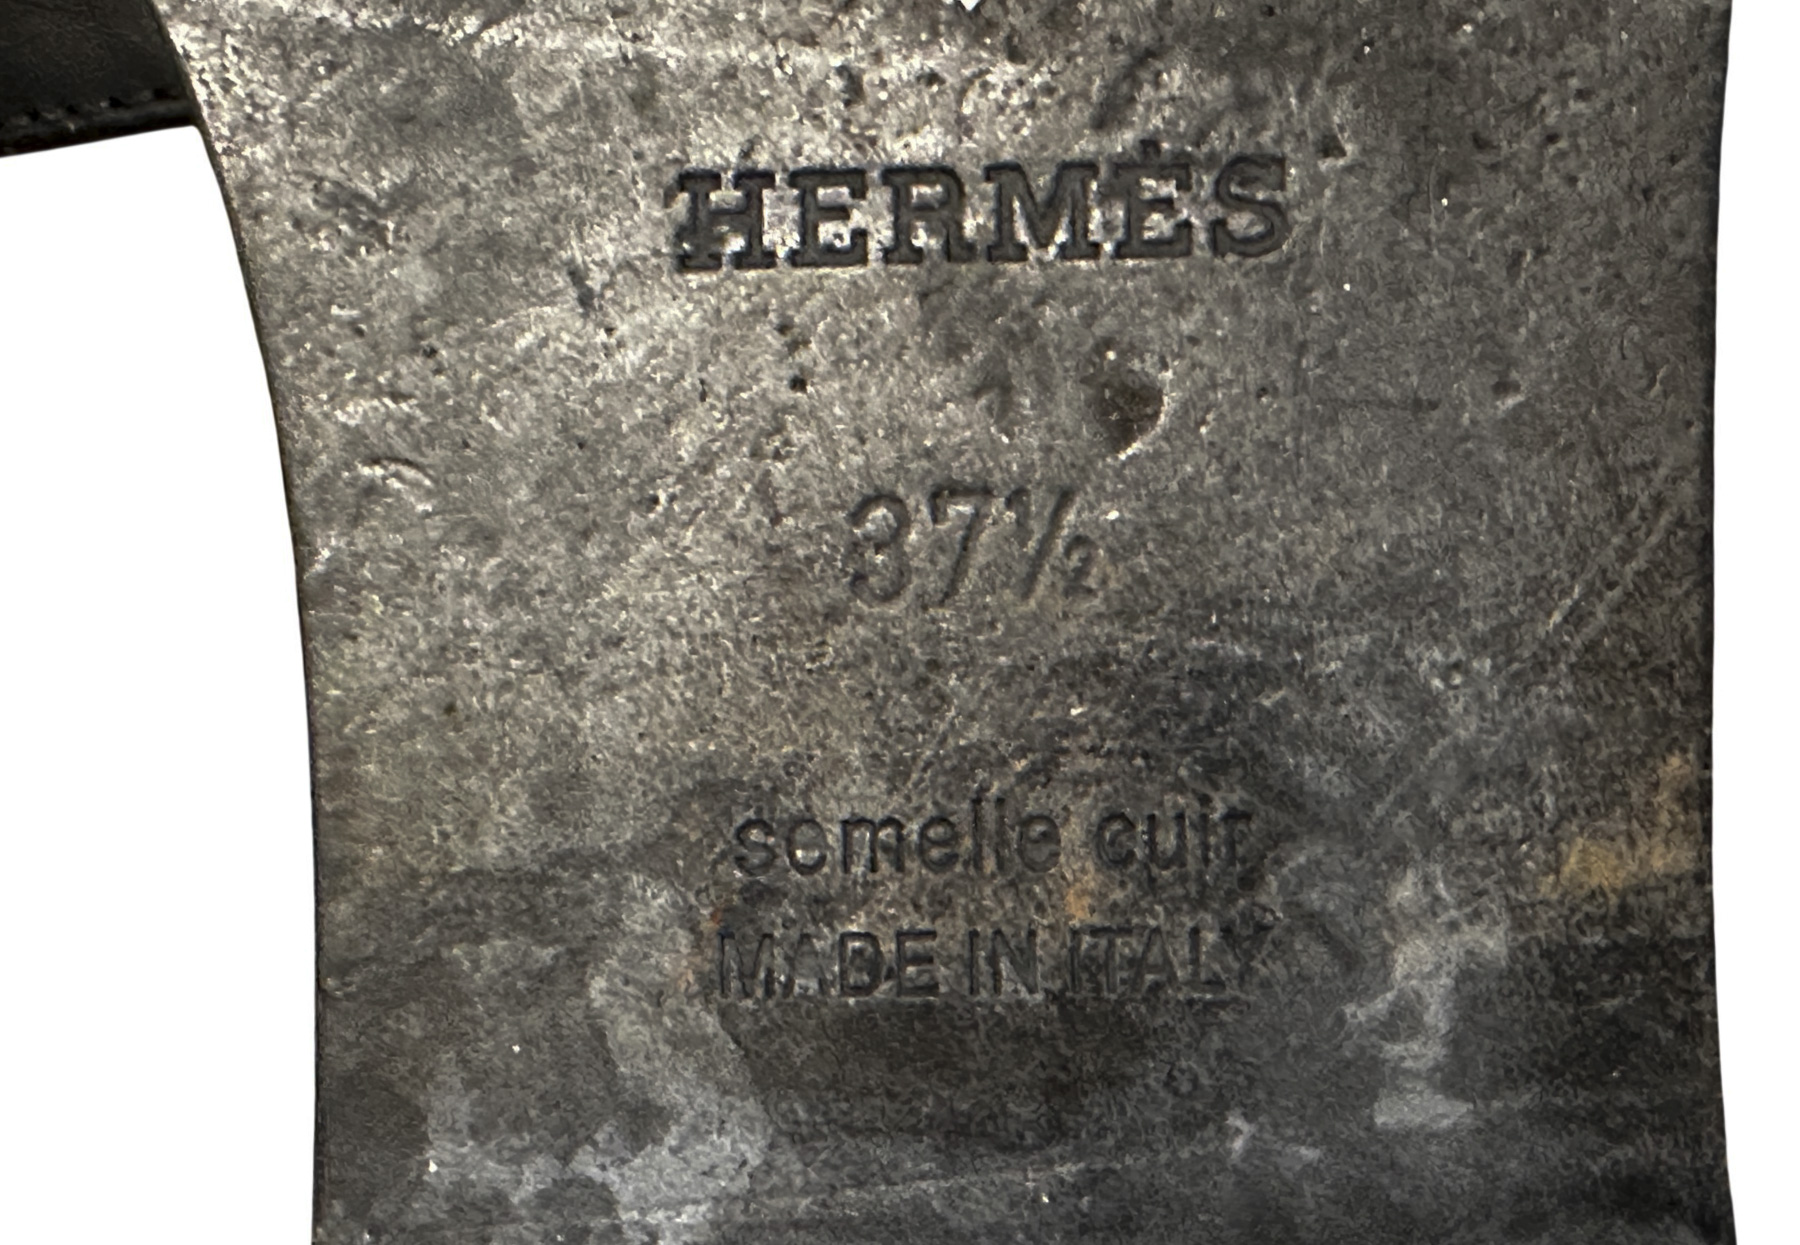 HERMÈS
37½
semelle cuir
MADE IN ITALY